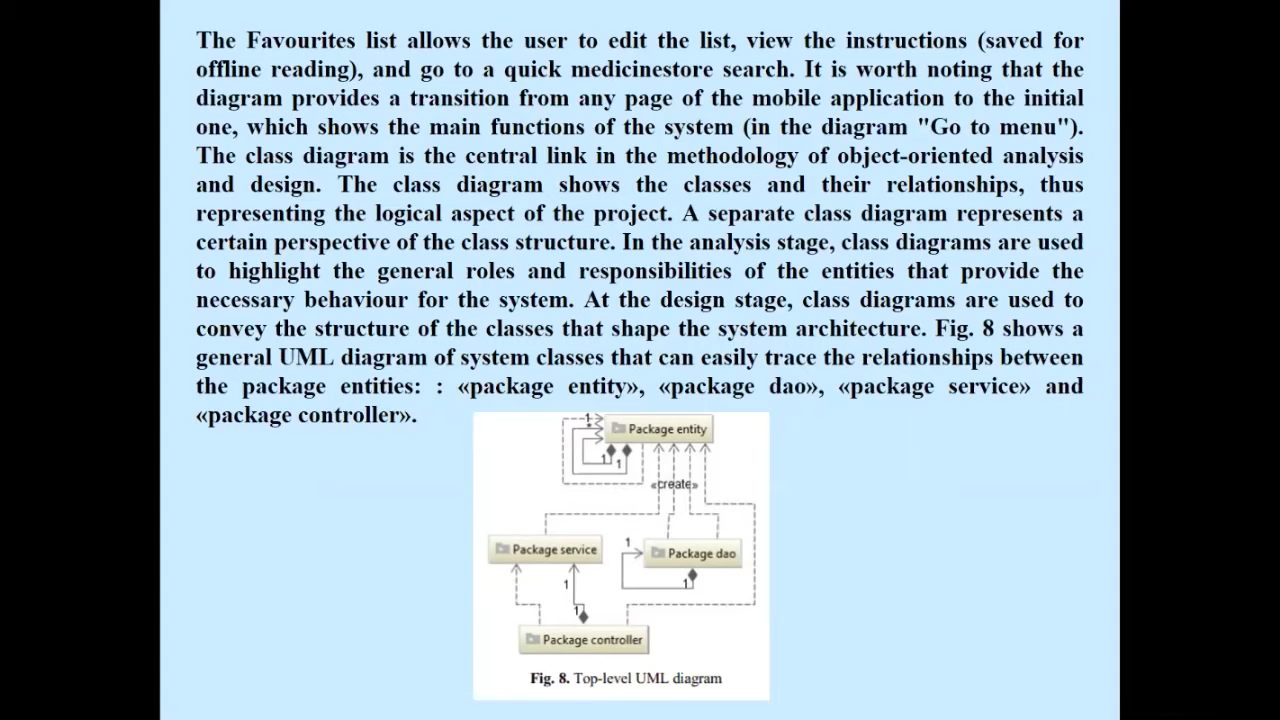 The Favourites list allows the user to edit the list, view the instructions (saved for
offline reading), and go to a quick medicinestore search. It is worth noting that the
diagram provides a transition from any page of the mobile application to the initial
one, which shows the main functions of the system (in the diagram "Go to menu").
The class diagram is the central link in the methodology of object-oriented analysis
and design. The class diagram shows the classes and their relationships, thus
representing the logical aspect of the project. A separate class diagram represents a
certain perspective of the class structure. In the analysis stage, class diagrams are used
to highlight the general roles and responsibilities of the entities that provide the
necessary behaviour for the system. At the design stage, class diagrams are used to
convey the structure of the classes that shape the system architecture. Fig. 8 shows a
general UML diagram of system classes that can easily trace the relationships between
the package entities: : «package entity», «package dao», «package service» and
«package controller».
1
Package entity
1
1
«create»
Package service
1
Package dao
1
1
1
Package controller
Fig. 8. Top-level UML diagram